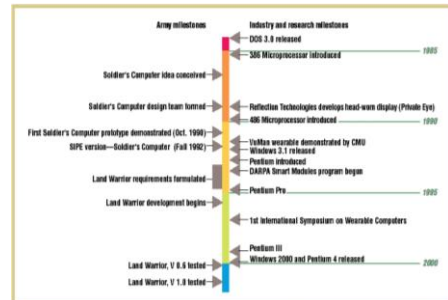 Army milestones
Industry and research milestones
DOS 3.0 released
1985
386 Microprocessor introduced
Soldier's Computer idea conceived
Soldier's Computer design team formed
Reflection Technologies develops head-worn display (Private Eye)
486 Microprocessor introduced
1990
First Soldier's Computer prototype demonstrated (Oct. 1990)
VuMan wearable demonstrated by CMU
SIPE version—Soldier's Computer (Fall 1992)
Windows 3.1 released
Pentium introduced
DARPA Smart Modules program begun
Land Warrior requirements formulated
Pentium Pro
1995
Land Warrior development begins
1st International Symposium on Wearable Computers
Pentium III
Windows 2000 and Pentium 4 released
2000
Land Warrior, V 0.6 tested
Land Warrior, V 1.0 tested